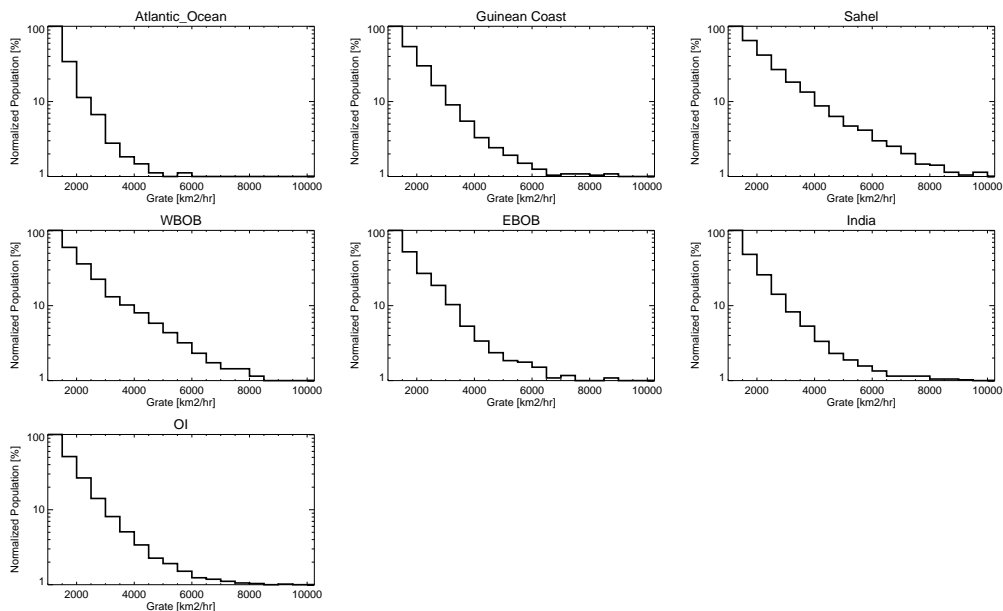 Atlantic_Ocean
Normalized Population [%]
100
10
1
2000 4000 6000 8000 10000
Grate [km2/hr]
Guinean Coast
Normalized Population [%]
100
10
1
2000 4000 6000 8000 10000
Grate [km2/hr]
Sahel
Normalized Population [%]
100
10
1
2000 4000 6000 8000 10000
Grate [km2/hr]
WBOB
Normalized Population [%]
100
10
1
2000 4000 6000 8000 10000
Grate [km2/hr]
EBOB
Normalized Population [%]
100
10
1
2000 4000 6000 8000 10000
Grate [km2/hr]
India
Normalized Population [%]
100
10
1
2000 4000 6000 8000 10000
Grate [km2/hr]
OI
Normalized Population [%]
100
10
1
2000 4000 6000 8000 10000
Grate [km2/hr]